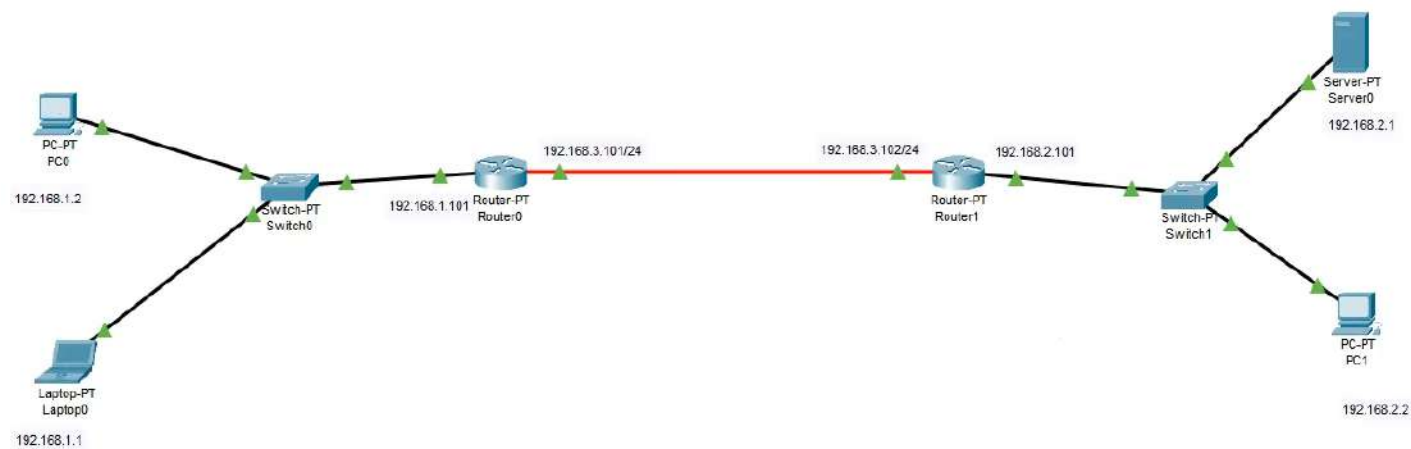 PC-PT
PC0
192.168.1.2
Laptop-PT
Laptop0
192.168.1.1
Switch-PT
Switch0
192.168.1.101
Router-PT
Router0
192.168.3.101/24
192.168.3.102/24
Router-PT
Router1
192.168.2.101
Switch-PT
Switch1
Server-PT
Server0
192.168.2.1
PC-PT
PC1
192.168.2.2